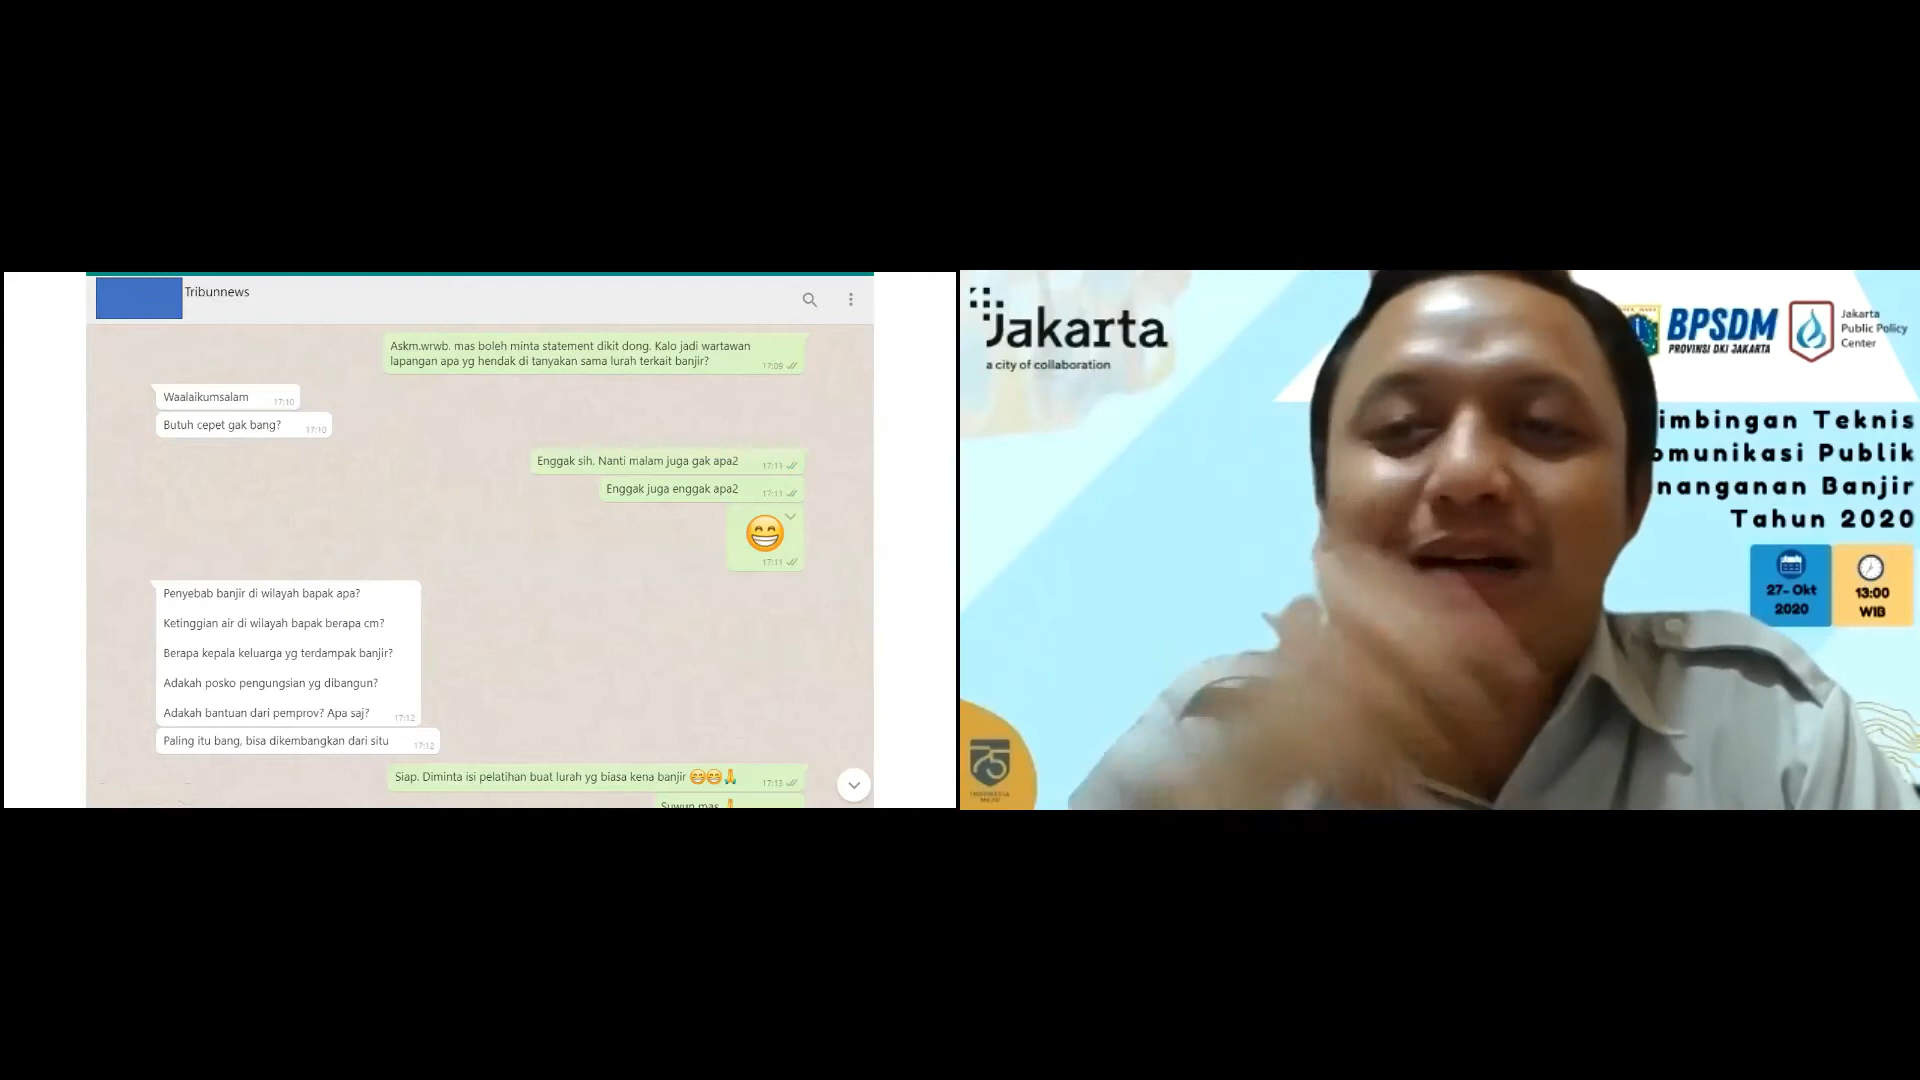 Tribunnews
Askm.wrwb. mas boleh minta statement dikit dong. Kalo jadi wartawan
lapangan apa yg hendak di tanyakan sama lurah terkait banjir?
17:09
Waalaikumsalam
17:10
Butuh cepet gak bang?
17:10
Enggak sih. Nanti malam juga gak apa2
17:11
Enggak juga enggak apa2
17:11
17:11
Penyebab banjir di wilayah bapak apa?
Ketinggian air di wilayah bapak berapa cm?
Berapa kepala keluarga yg terdampak banjir?
Adakah posko pengungsian yg dibangun?
Adakah bantuan dari pemprov? Apa saj?
17:12
Paling itu bang, bisa dikembangkan dari situ
17:12
Siap. Diminta isi pelatihan buat lurah yg biasa kena banjir 😁😁🙏
17:13
Suwun mas 🙏
Jakarta
a city of collaboration
BPSDM
PROVINSI DKI JAKARTA
Jakarta
Public Policy
Center
imbingan Teknis
omunikasi Publik
nanganan Banjir
Tahun 2020
27- Okt
2020
13:00
WIB
75
INDONESIA
MAJU